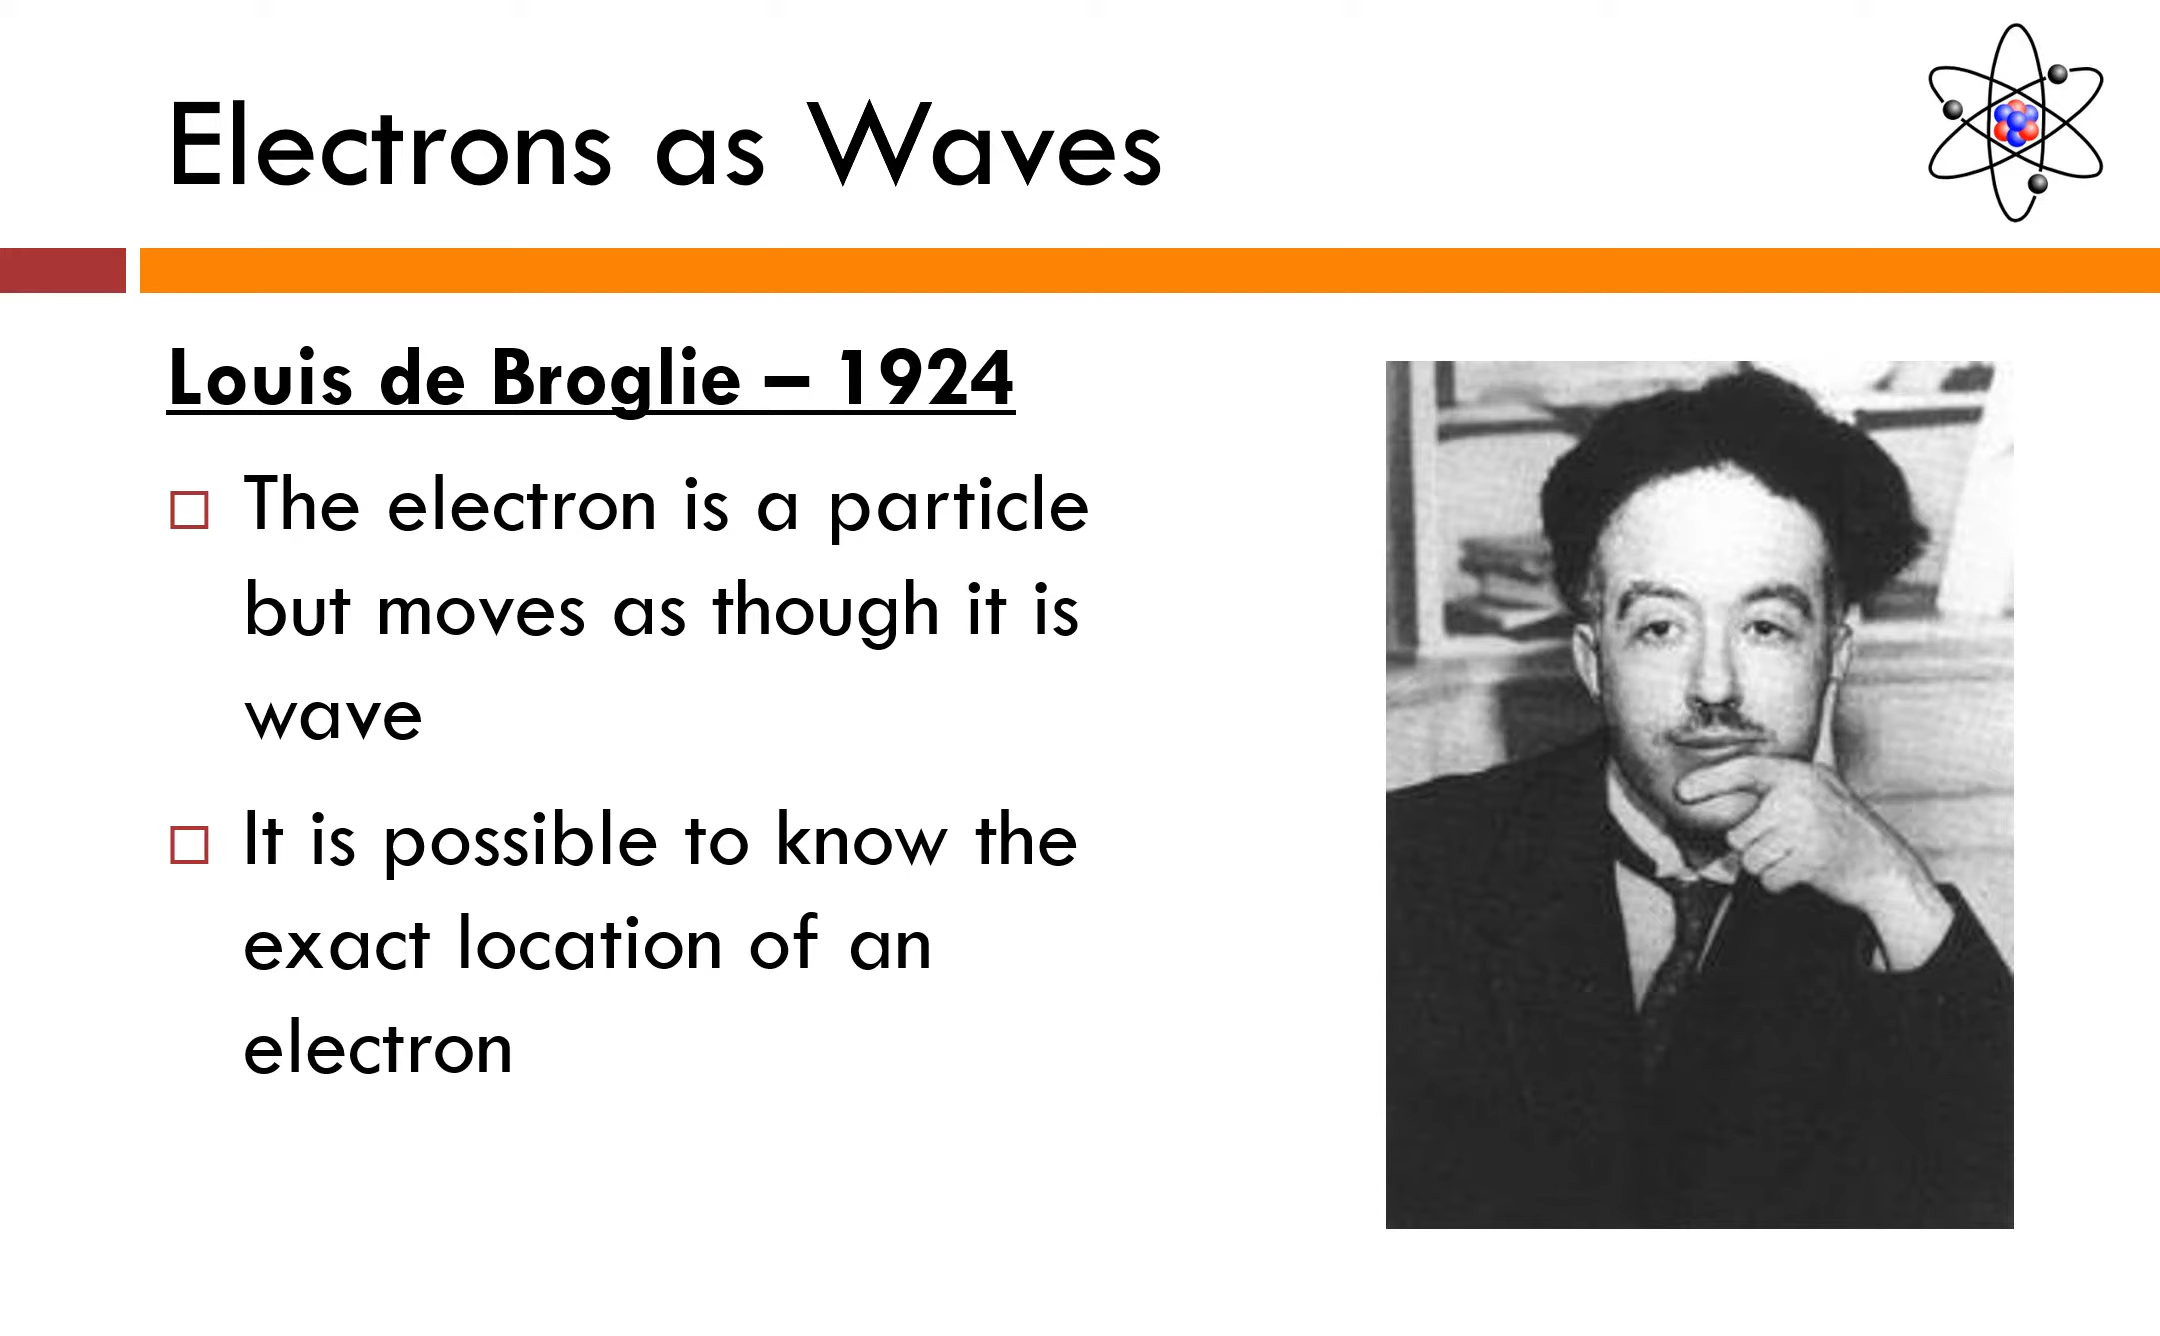 Electrons as Waves
Louis de Broglie – 1924
The electron is a particle
but moves as though it is
wave
It is possible to know the
exact location of an
electron